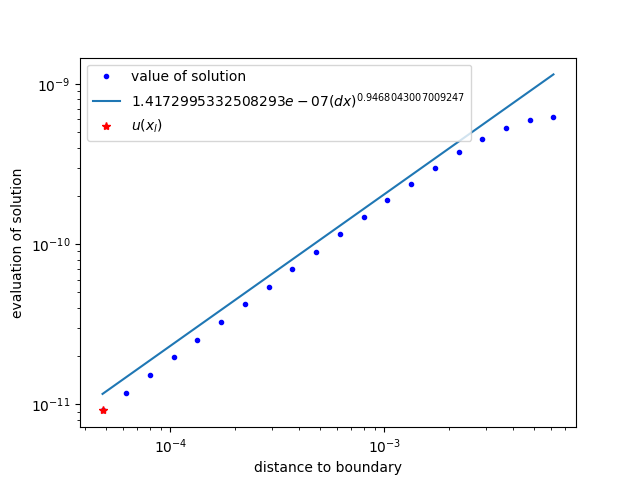 value of solution
1.4172995332508293e − 07(dx)^0.9468043007009247
u(x_l)
10^−9
10^−10
10^−11
evaluation of solution
10^−4
10^−3
distance to boundary